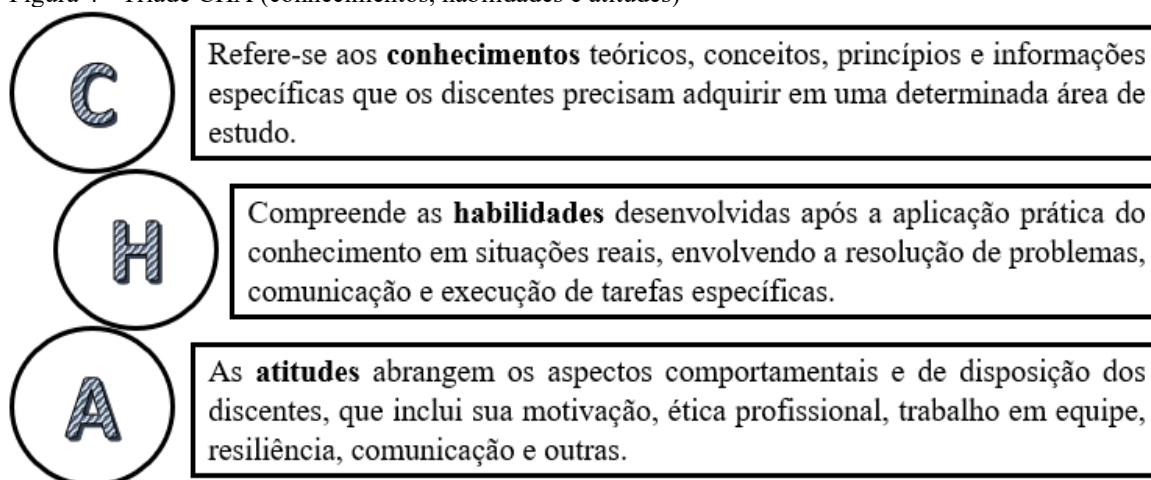 C
Refere-se aos conhecimentos teóricos, conceitos, princípios e informações
específicas que os discentes precisam adquirir em uma determinada área de
estudo.
H
Compreende as habilidades desenvolvidas após a aplicação prática do
conhecimento em situações reais, envolvendo a resolução de problemas,
comunicação e execução de tarefas específicas.
A
As atitudes abrangem os aspectos comportamentais e de disposição dos
discentes, que inclui sua motivação, ética profissional, trabalho em equipe,
resiliência, comunicação e outras.